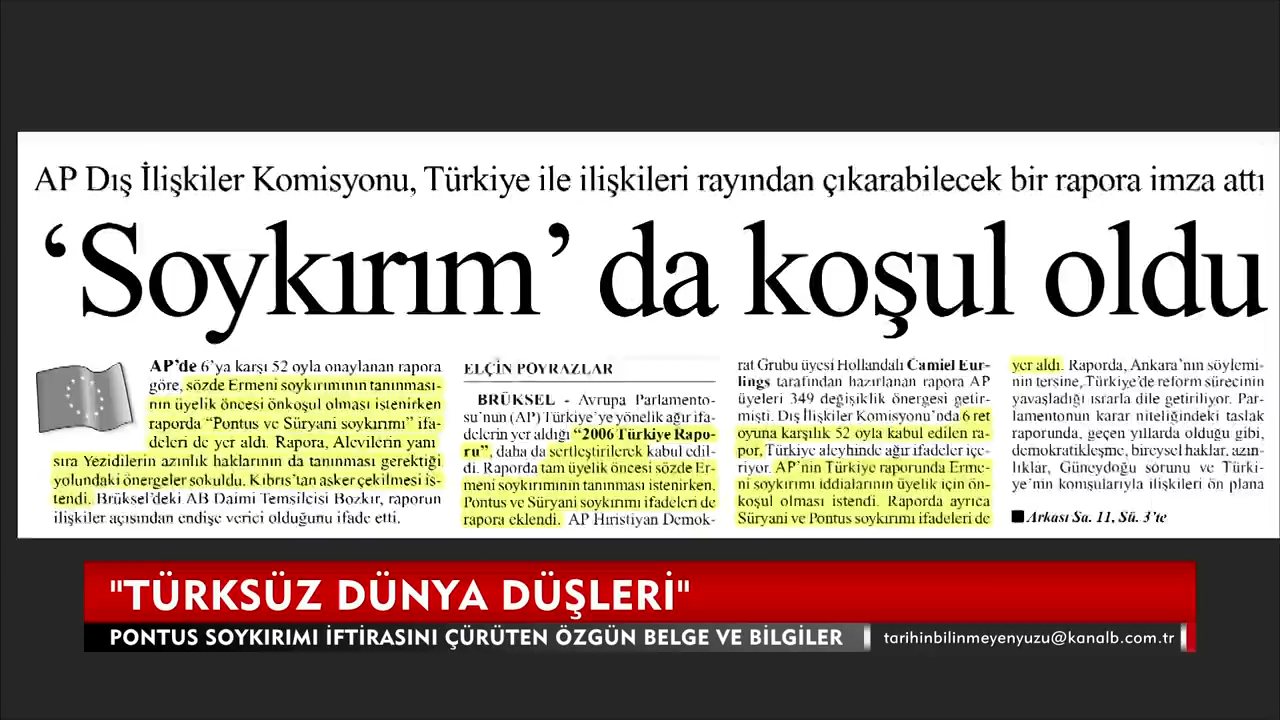 AP Dış İlişkiler Komisyonu, Türkiye ile ilişkileri rayından çıkarabilecek bir rapora imza attı
‘Soykırım’ da koşul oldu
AP’de 6’ya karşı 52 oyla onaylanan rapora
göre, sözde Ermeni soykırımının tanınması-
nın üyelik öncesi önkoşul olması istenirken
raporda “Pontus ve Süryani soykırımı” ifa-
deleri de yer aldı. Rapora, Alevilerin yanı
sıra Yezidilerin azınlık haklarının da tanınması gerektiği
yolundaki önergeler sokuldu. Kıbrıs’tan asker çekilmesi is-
tendi. Brüksel’deki AB Daimi Temsilcisi Bozkır, raporun
ilişkiler açısından endişe verici olduğunu ifade etti.
ELÇİN POYRAZLAR
BRÜKSEL - Avrupa Parlamento-
su’nun (AP) Türkiye’ye yönelik ağır ifa-
delerin yer aldığı “2006 Türkiye Rapo-
ru”, daha da sertleştirilerek kabul edil-
di. Raporda tam üyelik öncesi sözde Er-
meni soykırımının tanınması istenirken,
Pontus ve Süryani soykırımı ifadeleri de
rapora eklendi. AP Hıristiyan Demok-
rat Grubu üyesi Hollandalı Camiel Eur-
lings tarafından hazırlanan rapora AP
üyeleri 349 değişiklik önergesi getir-
mişti. Dış İlişkiler Komisyonu’nda 6 ret
oyuna karşılık 52 oyla kabul edilen ra-
por, Türkiye aleyhinde ağır ifadeler içe-
riyor. AP’nin Türkiye raporunda Erme-
ni soykırımı iddialarının üyelik için ön-
koşul olması istendi. Raporda ayrıca
Süryani ve Pontus soykırımı ifadeleri de
yer aldı. Raporda, Ankara’nın söylemi-
nin tersine, Türkiye’de reform sürecinin
yavaşladığı ısrarla dile getiriliyor. Par-
lamentonun karar niteliğindeki taslak
raporunda, geçen yıllarda olduğu gibi,
demokratikleşme, bireysel haklar, azın-
lıklar, Güneydoğu sorunu ve Türki-
ye’nin komşularıyla ilişkileri ön plana
Arkası Sa. 11, Sü. 3’te
"TÜRKSÜZ DÜNYA DÜŞLERİ"
PONTUS SOYKIRIMI İFTİRASINI ÇÜRÜTEN ÖZGÜN BELGE VE BİLGİLER
tarihinbilinmeyenyuzu@kanalb.com.tr